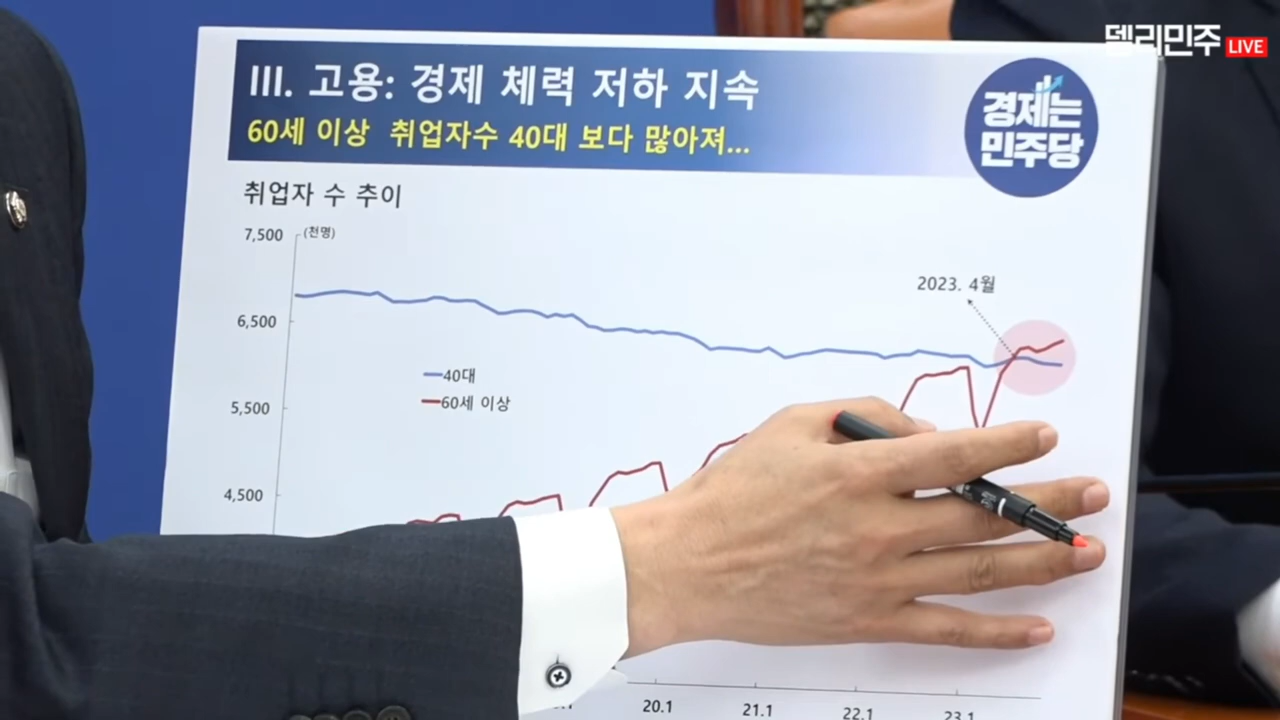 델리민주 LIVE
III. 고용: 경제 체력 저하 지속
60세 이상 취업자수 40대 보다 많아져...
경제는
민주당
취업자 수 추이
7,500 (천명)
2023. 4월
6,500
40대
60세 이상
5,500
4,500
20.1 21.1 22.1 23.1